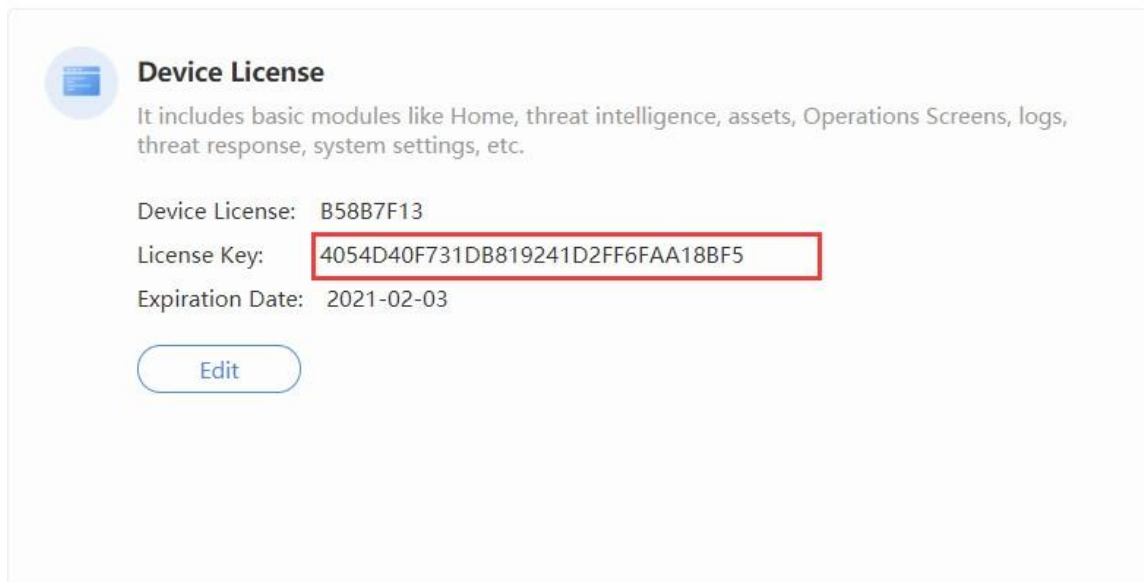 Device License
It includes basic modules like Home, threat intelligence, assets, Operations Screens, logs,
threat response, system settings, etc.
Device License: B58B7F13
License Key: 4054D40F731DB819241D2FF6FAA18BF5
Expiration Date: 2021-02-03
Edit